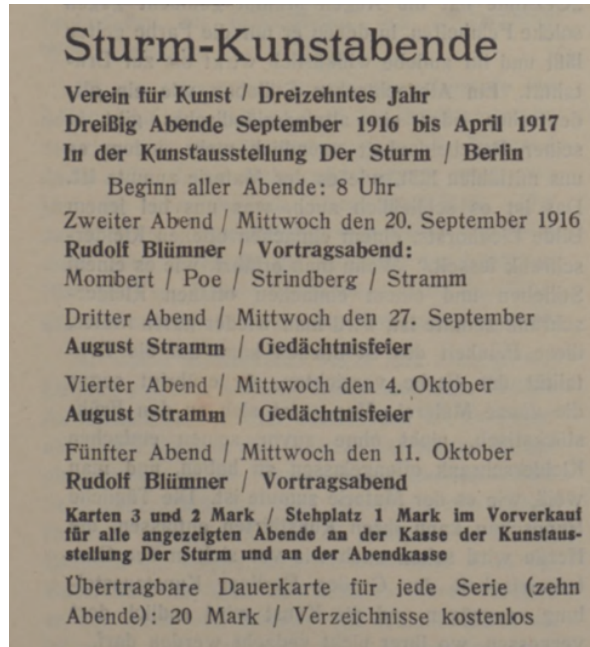 Sturm-Kunstabende
Verein für Kunst / Dreizehntes Jahr
Dreißig Abende September 1916 bis April 1917
In der Kunstausstellung Der Sturm / Berlin
Beginn aller Abende: 8 Uhr
Zweiter Abend / Mittwoch den 20. September 1916
Rudolf Blümner / Vortragsabend:
Mombert / Poe / Strindberg / Stramm
Dritter Abend / Mittwoch den 27. September
August Stramm / Gedächtnisfeier
Vierter Abend / Mittwoch den 4. Oktober
August Stramm / Gedächtnisfeier
Fünfter Abend / Mittwoch den 11. Oktober
Rudolf Blümner / Vortragsabend
Karten 3 und 2 Mark / Stehplatz 1 Mark im Vorverkauf
für alle angezeigten Abende an der Kasse der Kunstaus-
stellung Der Sturm und an der Abendkasse
Übertragbare Dauerkarte für jede Serie (zehn
Abende): 20 Mark / Verzeichnisse kostenlos